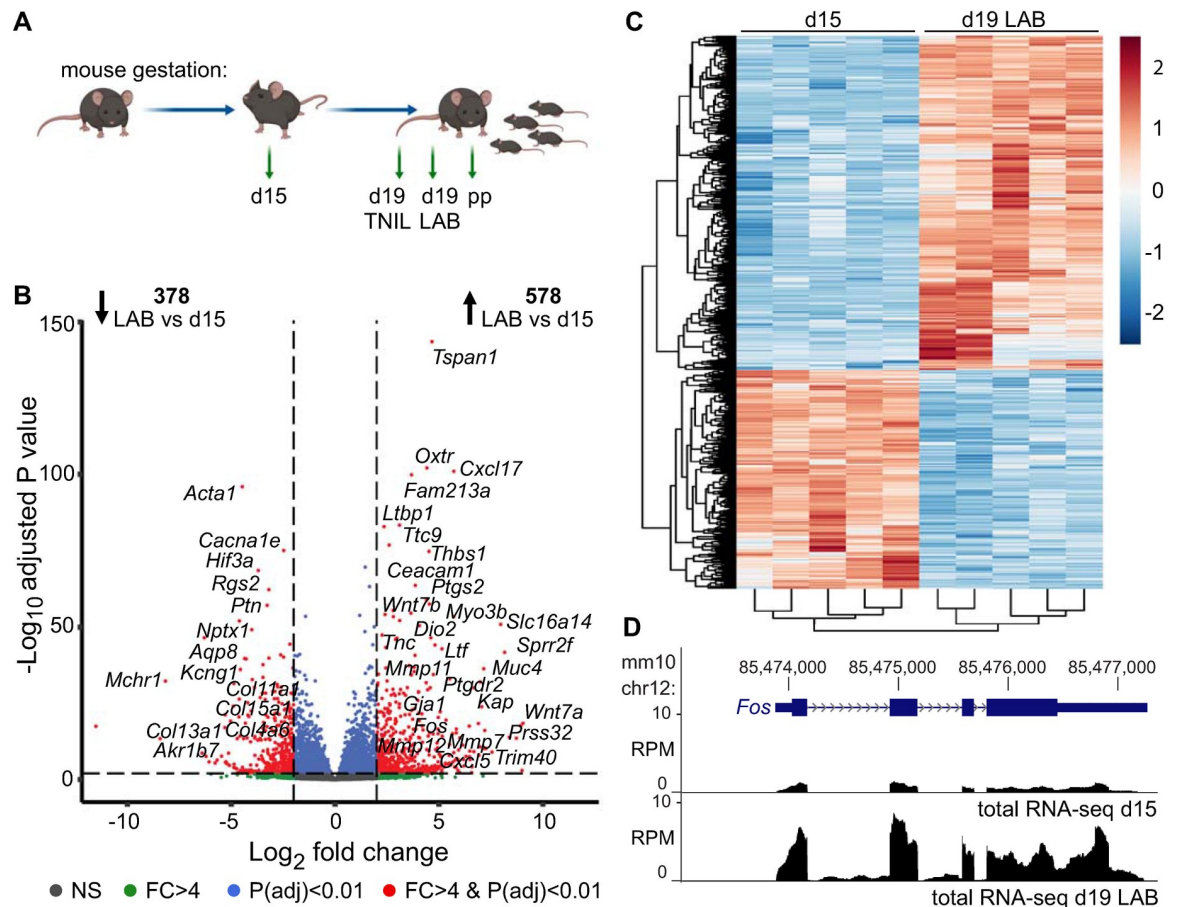 A
mouse gestation:
d15
d19 d19 pp
TNIL LAB
B
378
LAB vs d15
578
LAB vs d15
150
100
50
0
-Log10 adjusted P value
Tspan1
Oxtr
Cxcl17
Fam213a
Acta1
Ltbp1
Ttc9
Cacna1e
Thbs1
Hif3a
Ceacam1
Rgs2
Ptgs2
Ptn
Wnt7b
Myo3b
Slc16a14
Nptx1
Dio2
Tnc
Ltf
Sprr2f
Aqp8
Kcng1
Mmp11
Muc4
Mchr1
Col11a1
Ptgdr2
Kap
Col15a1
Gja1
Wnt7a
Col13a1
Col4a6
Fos
Prss32
Akr1b7
Mmp12
Mmp7
Cxcl5
Trim40
-10 -5 0 5 10
Log2 fold change
NS FC>4 P(adj)<0.01 FC>4 & P(adj)<0.01
C
d15 d19 LAB
2
1
0
-1
-2
D
mm10
chr12:
85,474,000 85,475,000 85,476,000 85,477,000
Fos
10
RPM
0
total RNA-seq d15
10
RPM
0
total RNA-seq d19 LAB